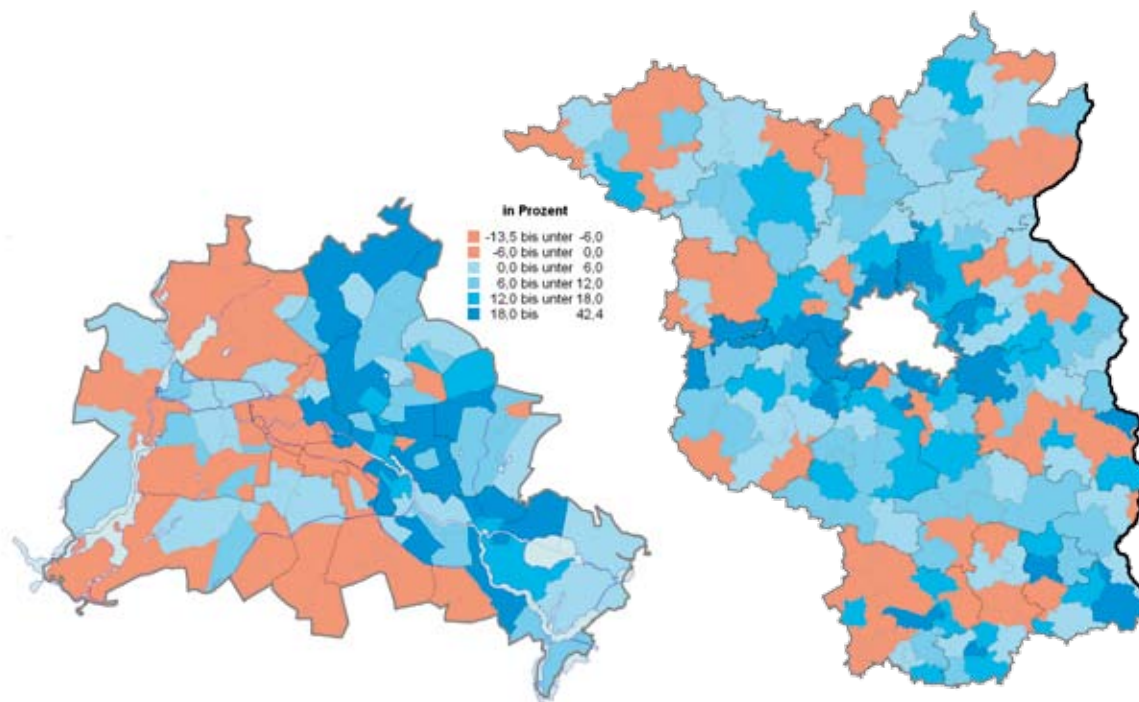 in Prozent
-13,5 bis unter -6,0
-6,0 bis unter 0,0
0,0 bis unter 6,0
6,0 bis unter 12,0
12,0 bis unter 18,0
18,0 bis 42,4